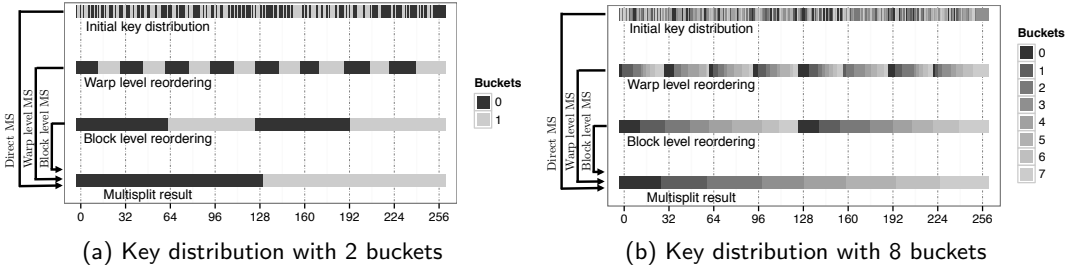 Initial key distribution
Warp level reordering
Block level reordering
Multisplit result
Direct MS
Warp level MS
Block level MS
0 32 64 96 128 160 192 224 256
Buckets
0
1
(a) Key distribution with 2 buckets
Initial key distribution
Warp level reordering
Block level reordering
Multisplit result
Direct MS
Warp level MS
Block level MS
0 32 64 96 128 160 192 224 256
Buckets
0
1
2
3
4
5
6
7
(b) Key distribution with 8 buckets